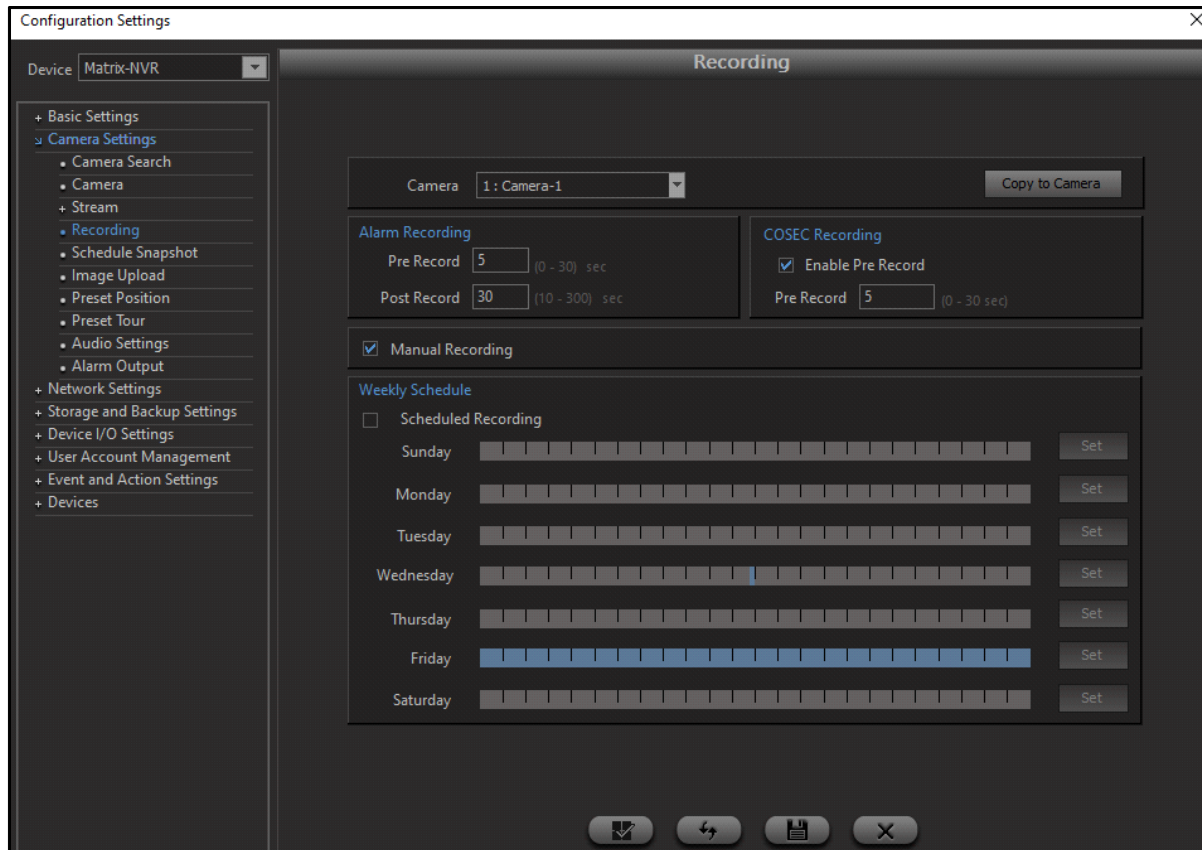 Configuration Settings
Device Matrix-NVR
+ Basic Settings
Camera Settings
Camera Search
Camera
+ Stream
Recording
Schedule Snapshot
Image Upload
Preset Position
Preset Tour
Audio Settings
Alarm Output
+ Network Settings
+ Storage and Backup Settings
+ Device I/O Settings
+ User Account Management
+ Event and Action Settings
+ Devices
Recording
Camera 1 : Camera-1 Copy to Camera
Alarm Recording
Pre Record 5 (0 - 30) sec
Post Record 30 (10 - 300) sec
COSEC Recording
Enable Pre Record
Pre Record 5 (0 - 30 sec)
Manual Recording
Weekly Schedule
Scheduled Recording
Sunday Set
Monday Set
Tuesday Set
Wednesday Set
Thursday Set
Friday Set
Saturday Set